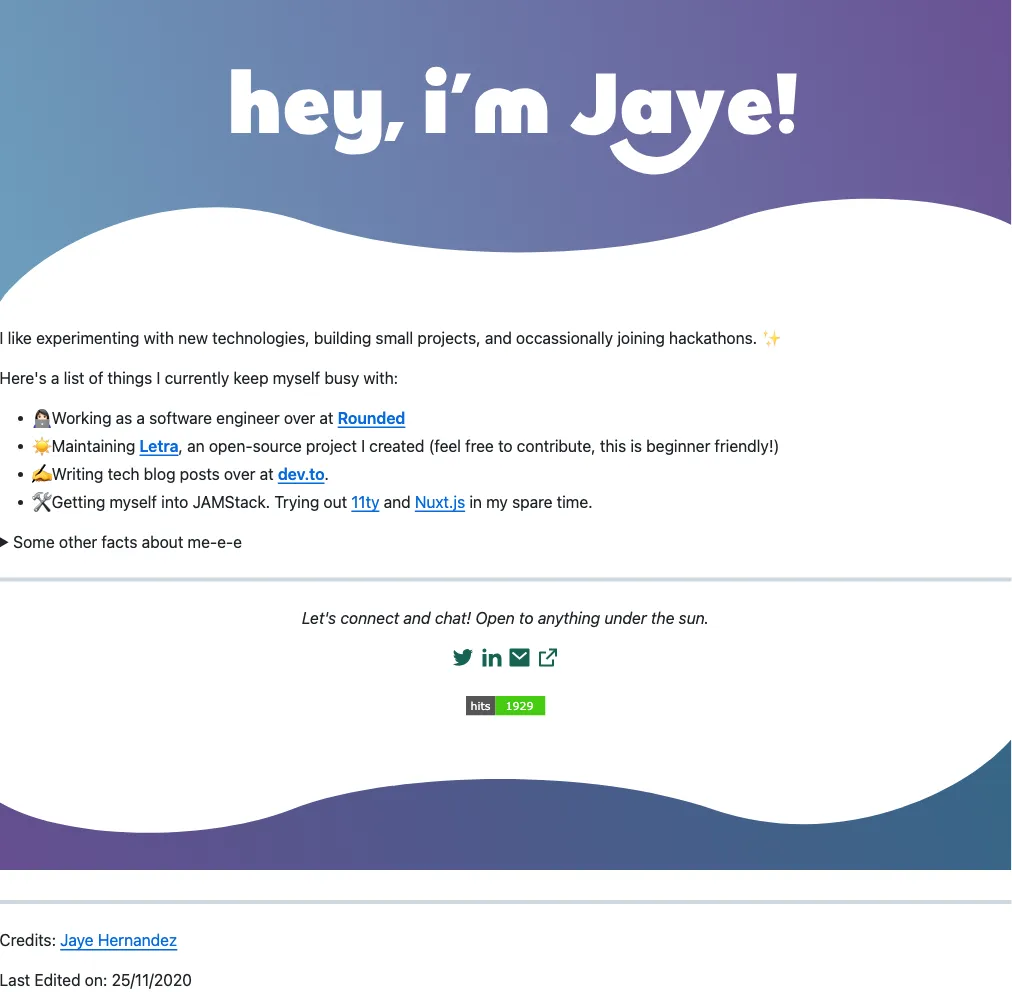 hey, i'm Jaye!
I like experimenting with new technologies, building small projects, and occassionally joining hackathons. ✨
Here's a list of things I currently keep myself busy with:
• 👩🏻‍💻Working as a software engineer over at Rounded
• ☀️Maintaining Letra, an open-source project I created (feel free to contribute, this is beginner friendly!)
• ✍️Writing tech blog posts over at dev.to.
• 🛠Getting myself into JAMStack. Trying out 11ty and Nuxt.js in my spare time.
▶ Some other facts about me-e-e
Let's connect and chat! Open to anything under the sun.
hits 1929
Credits: Jaye Hernandez
Last Edited on: 25/11/2020